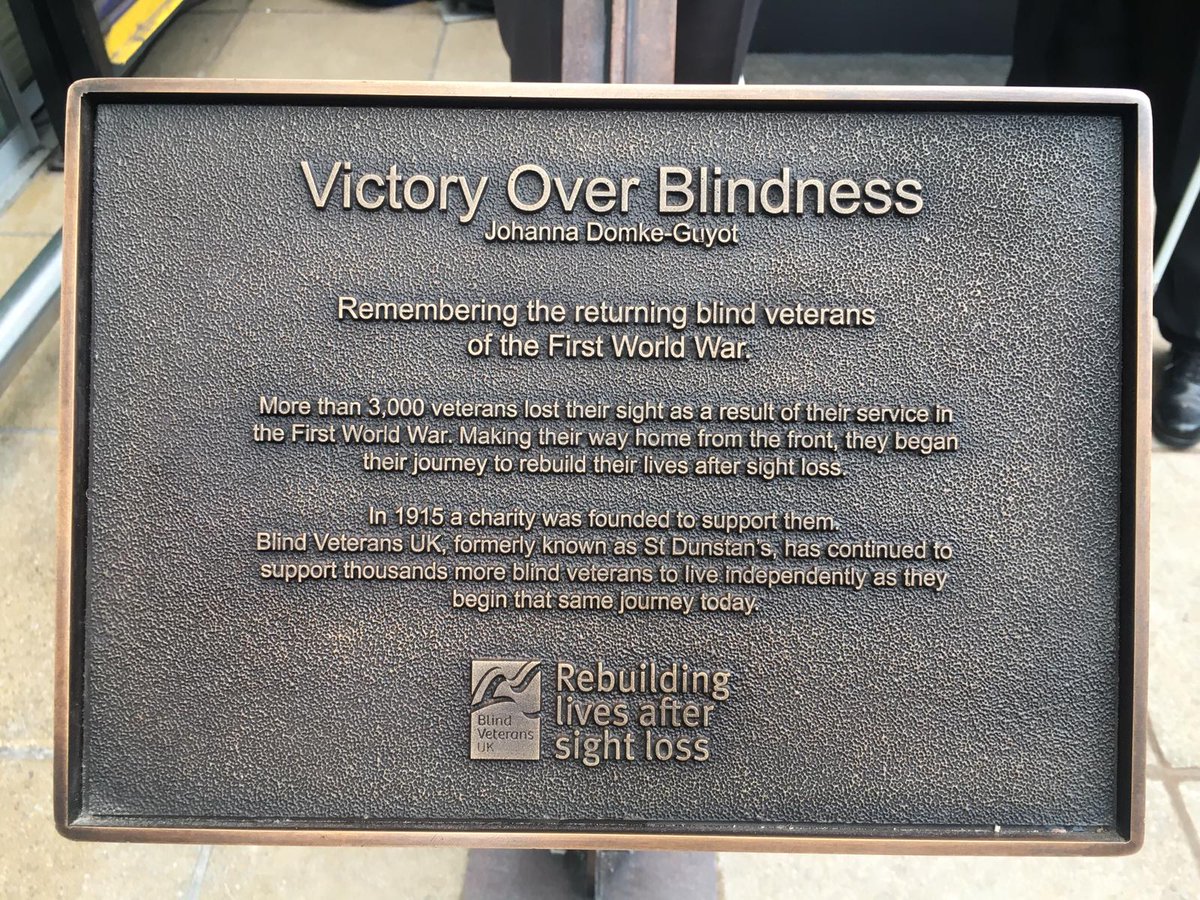 Victory Over Blindness
Johanna Domke-Guyot
Remembering the returning blind veterans
of the First World War.
More than 3,000 veterans lost their sight as a result of their service in
the First World War. Making their way home from the front, they began
their journey to rebuild their lives after sight loss.
In 1915 a charity was founded to support them.
Blind Veterans UK, formerly known as St Dunstan's, has continued to
support thousands more blind veterans to live independently as they
begin that same journey today.
Blind
Veterans
UK
Rebuilding
lives after
sight loss